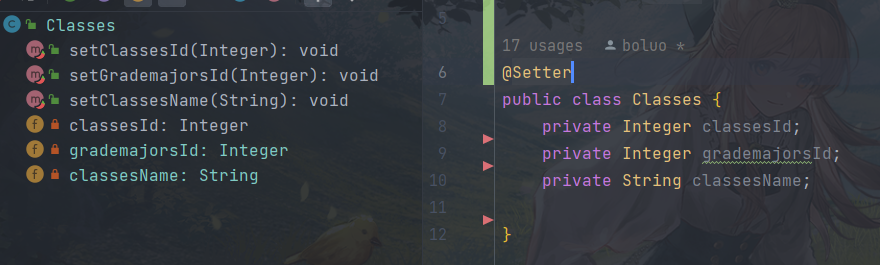 Classes
setClassesId(Integer): void
setGrademajorsId(Integer): void
setClassesName(String): void
classesId: Integer
grademajorsId: Integer
classesName: String
5
17 usages boluo *
6 @Setter
7 public class Classes {
8 private Integer classesId;
9 private Integer grademajorsId;
10 private String classesName;
11
12 }